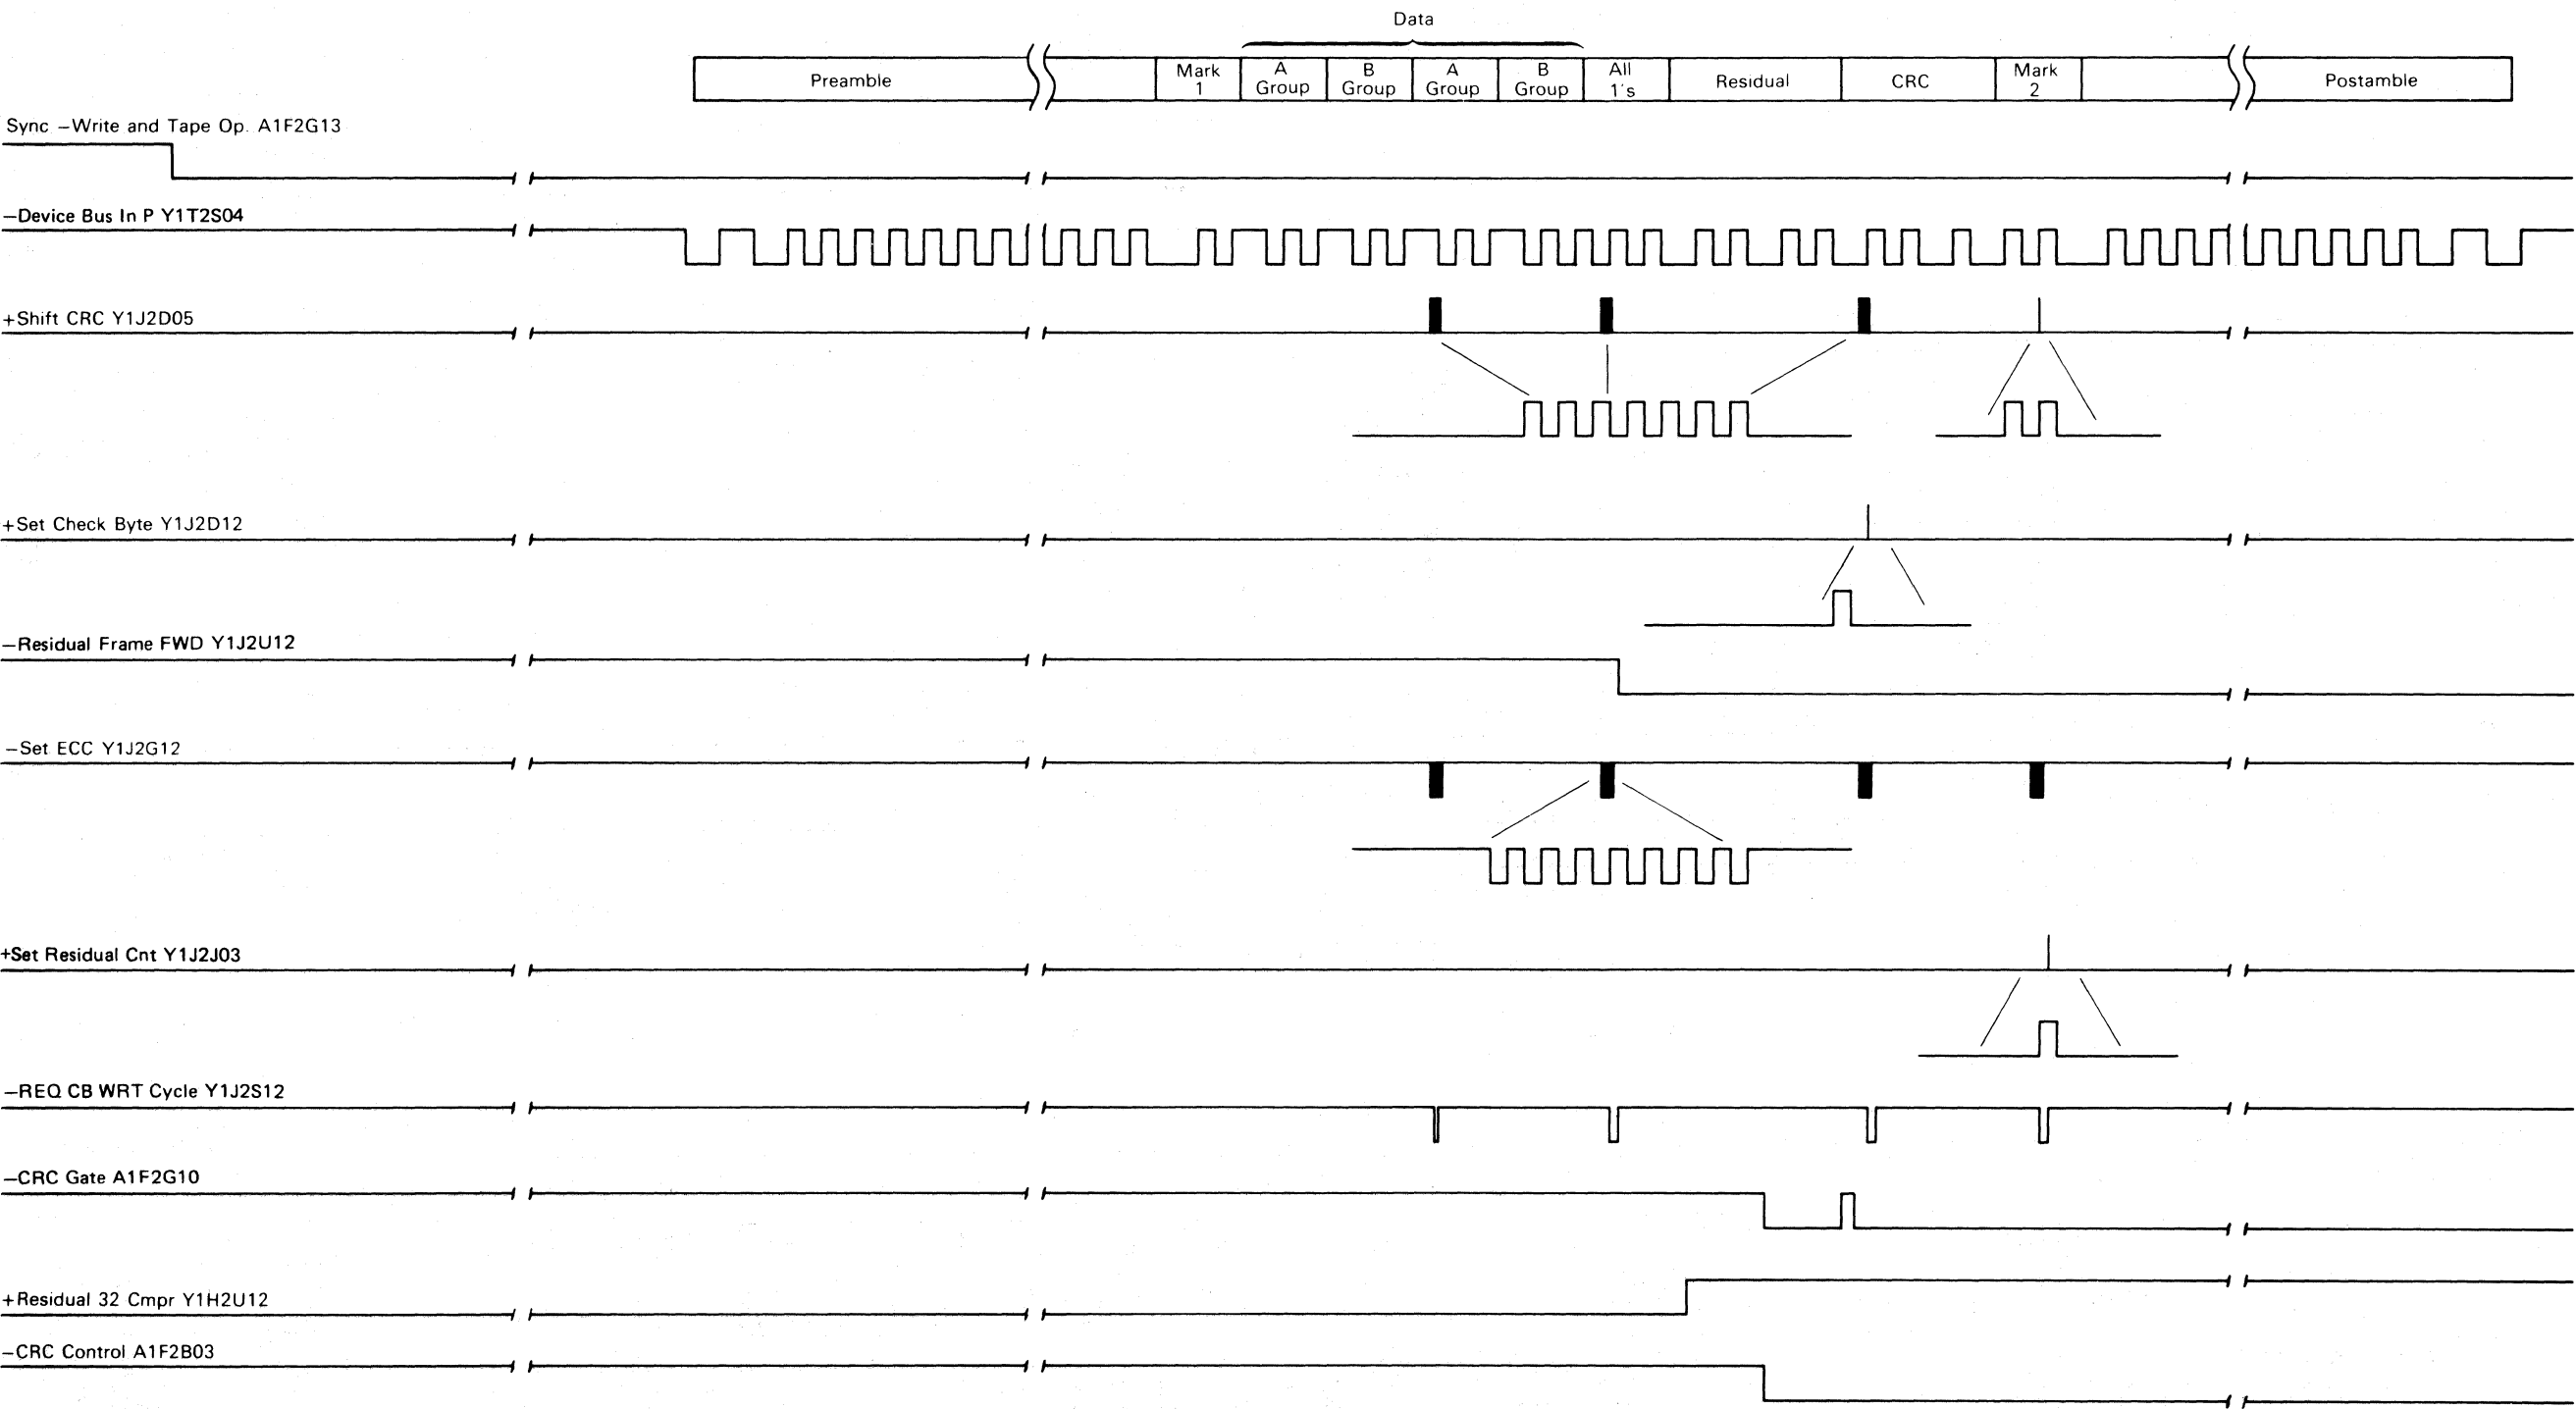 Data
Preamble
Mark
1
A
Group
B
Group
A
Group
B
Group
All
1's
Residual
CRC
Mark
2
Postamble
Sync −Write and Tape Op. A1F2G13
−Device Bus In P Y1T2S04
+Shift CRC Y1J2D05
+Set Check Byte Y1J2D12
−Residual Frame FWD Y1J2U12
−Set ECC Y1J2G12
+Set Residual Cnt Y1J2J03
−REQ CB WRT Cycle Y1J2S12
−CRC Gate A1F2G10
+Residual 32 Cmpr Y1H2U12
−CRC Control A1F2B03